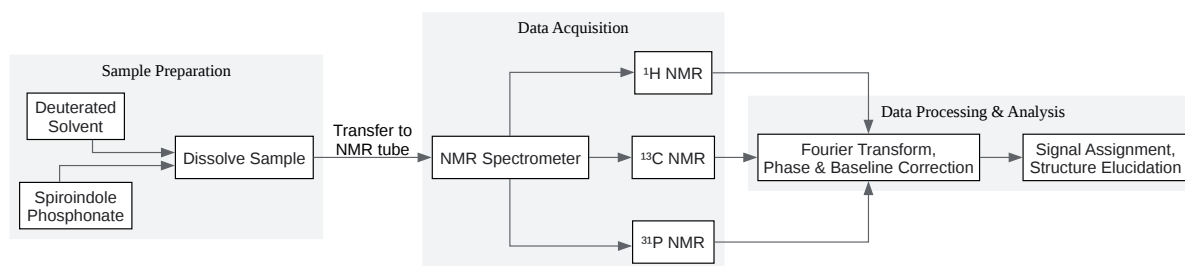 Data Acquisition
Sample Preparation
Deuterated
Solvent
Spiroindole
Phosphonate
Dissolve Sample
Transfer to
NMR tube
NMR Spectrometer
¹H NMR
¹³C NMR
³¹P NMR
Data Processing & Analysis
Fourier Transform,
Phase & Baseline Correction
Signal Assignment,
Structure Elucidation